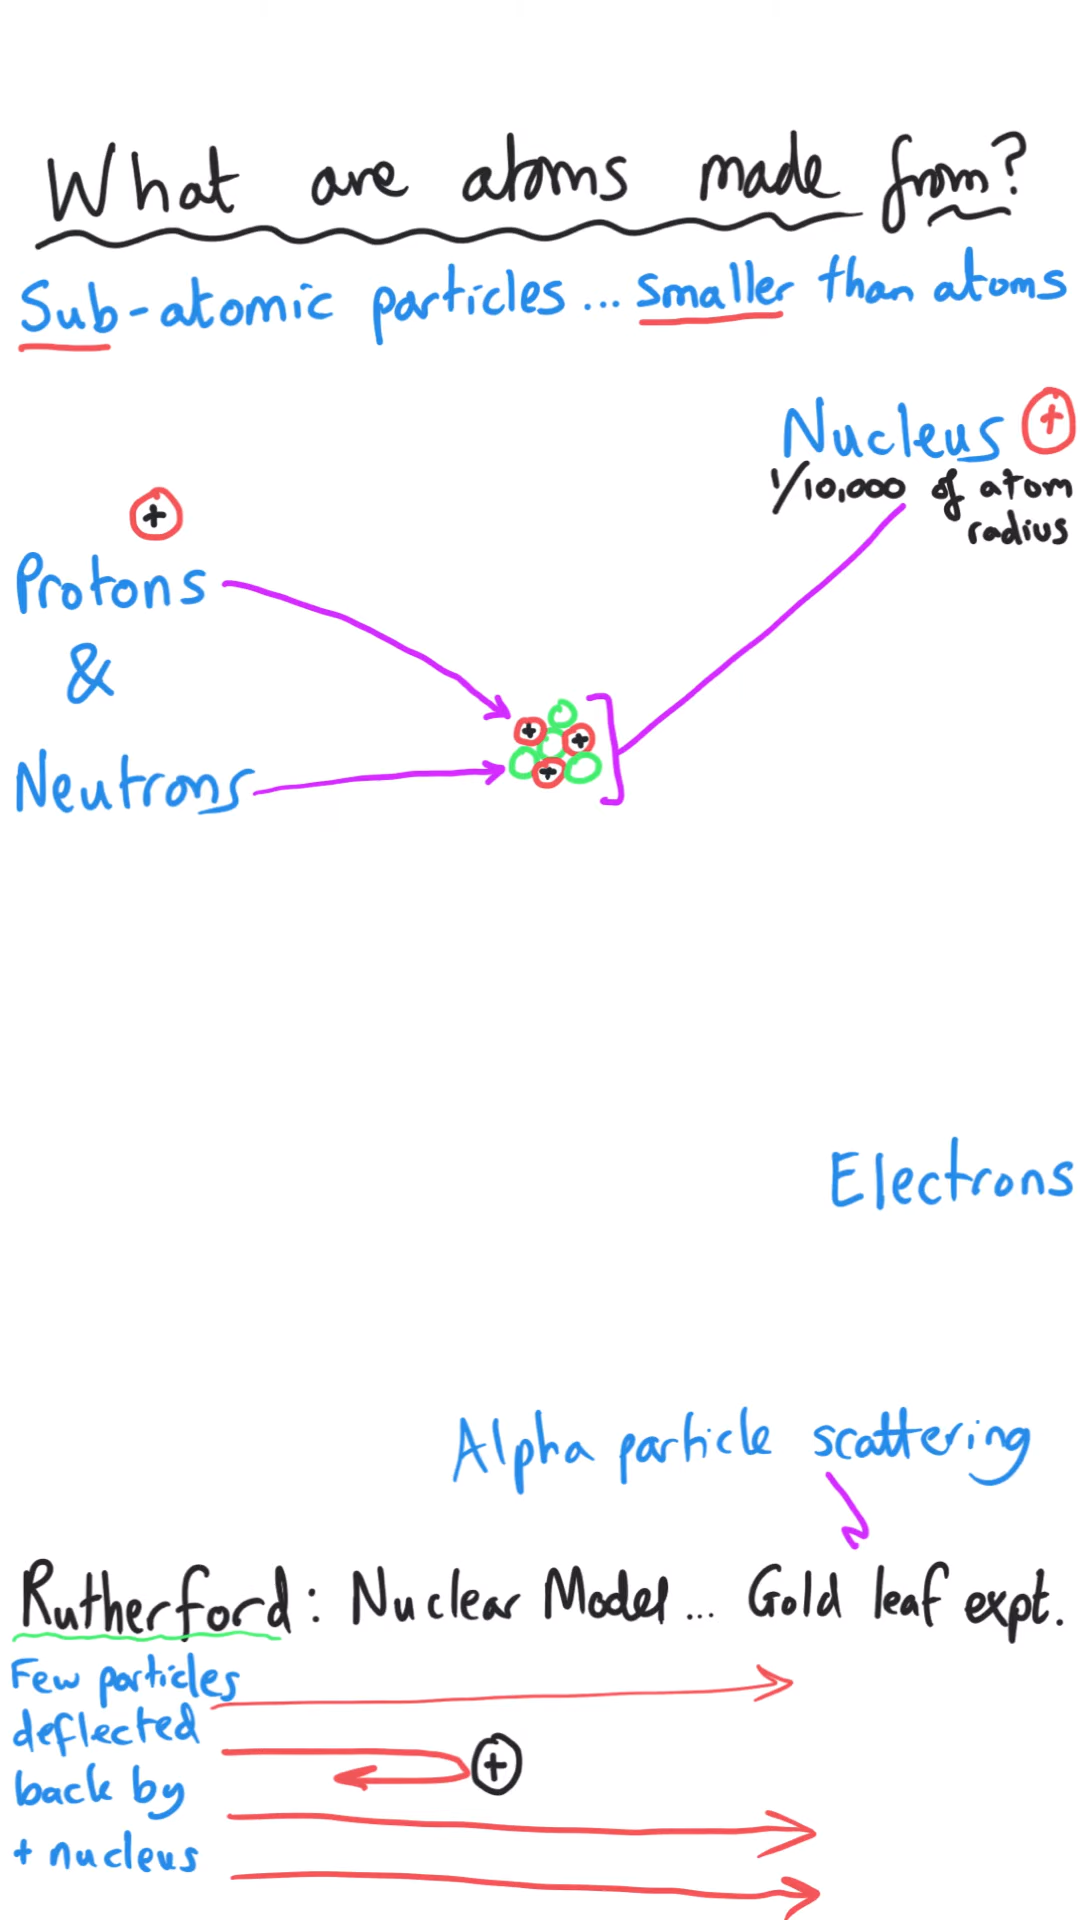 What are atoms made from?
Sub-atomic particles... smaller than atoms
Nucleus +
1/10,000 of atom
radius
+
Protons
&
Neutrons
+ +
+
Electrons
Alpha particle scattering
Rutherford: Nuclear Model... Gold leaf expt.
Few particles
deflected
back by
+ nucleus
+